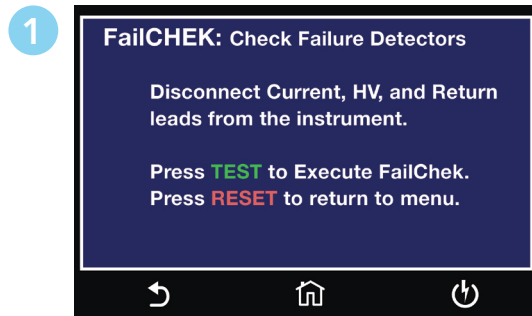 1
FailCHEK: Check Failure Detectors
Disconnect Current, HV, and Return
leads from the instrument.
Press TEST to Execute FailChek.
Press RESET to return to menu.